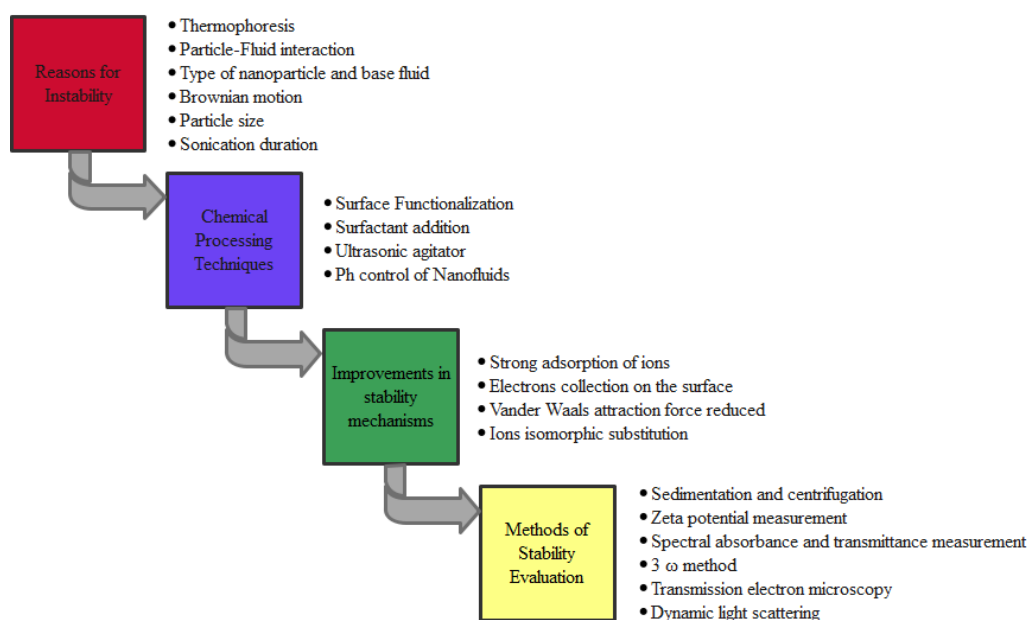 Reasons for
Instability
• Thermophoresis
• Particle-Fluid interaction
• Type of nanoparticle and base fluid
• Brownian motion
• Particle size
• Sonication duration
Chemical
Processing
Techniques
• Surface Functionalization
• Surfactant addition
• Ultrasonic agitator
• Ph control of Nanofluids
Improvements in
stability
mechanisms
• Strong adsorption of ions
• Electrons collection on the surface
• Vander Waals attraction force reduced
• Ions isomorphic substitution
Methods of
Stability
Evaluation
• Sedimentation and centrifugation
• Zeta potential measurement
• Spectral absorbance and transmittance measurement
• 3 ω method
• Transmission electron microscopy
• Dynamic light scattering